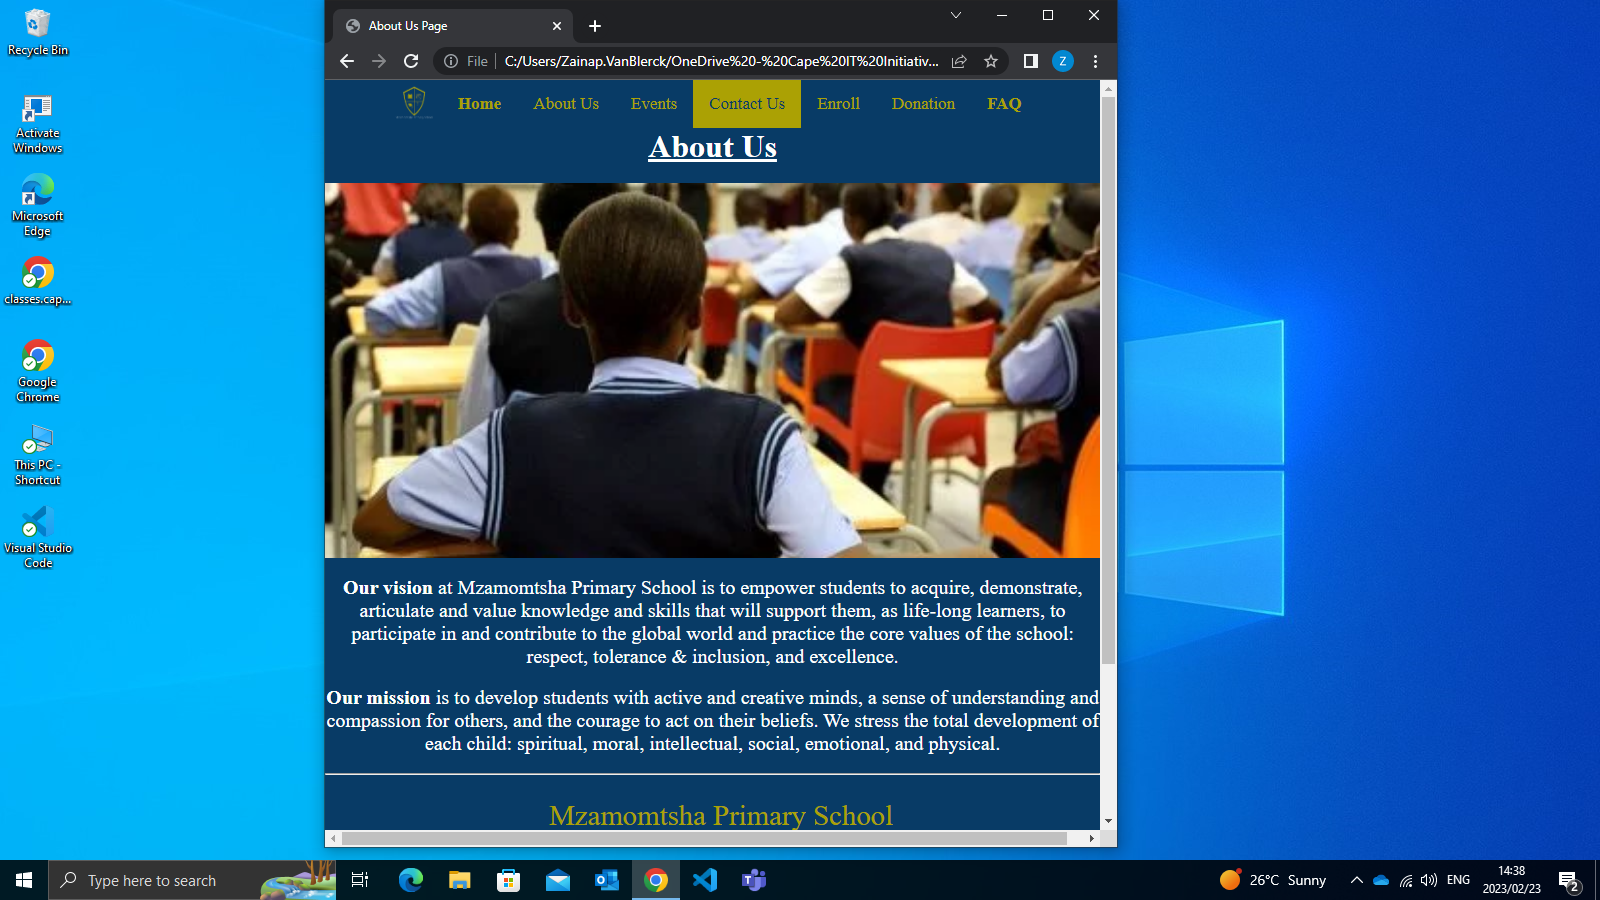 Recycle Bin
Activate
Windows
Microsoft
Edge
classes.cap...
Google
Chrome
This PC -
Shortcut
Visual Studio
Code
About Us Page
File
C:/Users/Zainap.VanBlerck/OneDrive%20-%20Cape%20IT%20Initiativ...
Z
Home About Us Events Contact Us Enroll Donation FAQ
About Us
Our vision at Mzamomtsha Primary School is to empower students to acquire, demonstrate,
articulate and value knowledge and skills that will support them, as life-long learners, to
participate in and contribute to the global world and practice the core values of the school:
respect, tolerance & inclusion, and excellence.
Our mission is to develop students with active and creative minds, a sense of understanding and
compassion for others, and the courage to act on their beliefs. We stress the total development of
each child: spiritual, moral, intellectual, social, emotional, and physical.
Mzamomtsha Primary School
Type here to search
26°C Sunny
ENG
14:38
2023/02/23
2